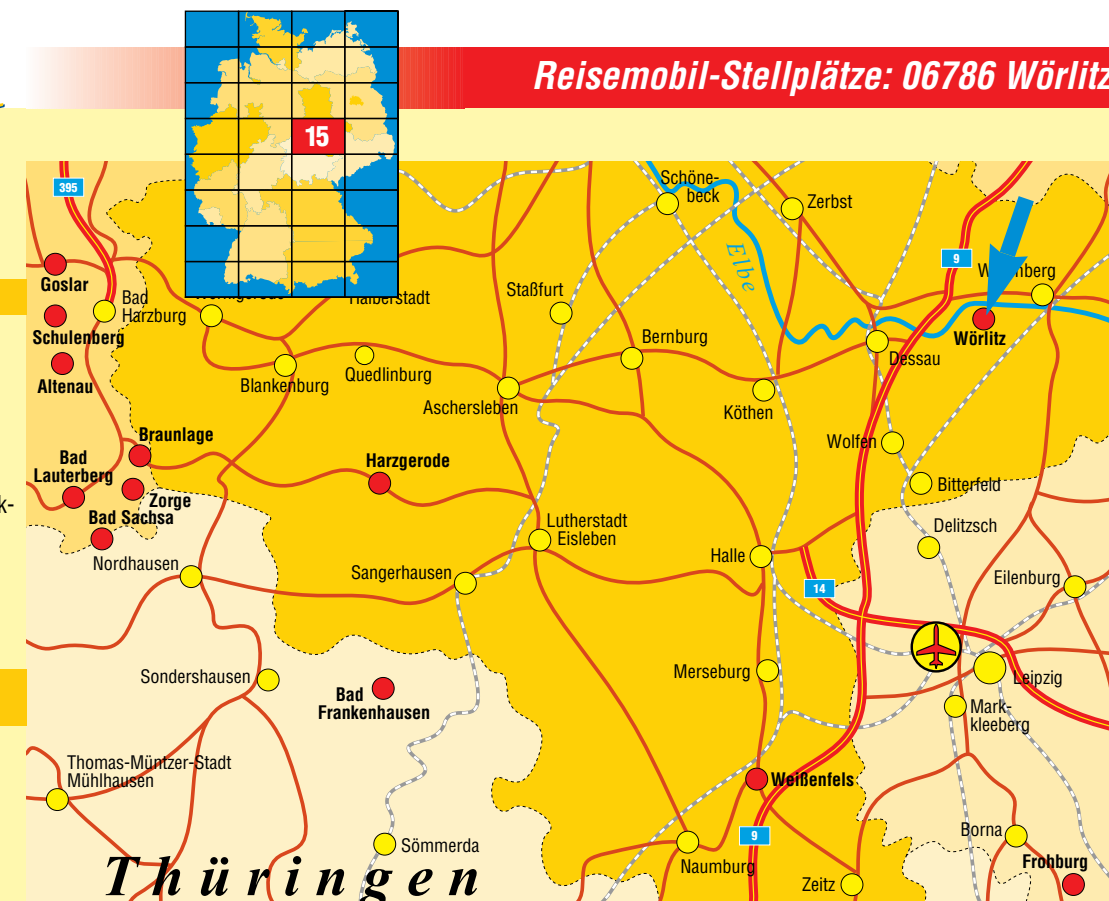 Reisemobil-Stellplätze: 06786 Wörlitz
15
395
Schöne-
beck
Zerbst
Elbe
9
Goslar
Bad
Harzburg
Schulenberg
Altenau
Halberstadt
Staßfurt
Bernburg
Wörlitz
Dessau
Blankenburg
Quedlinburg
Aschersleben
Köthen
Braunlage
Wolfen
Bad
Lauterberg
Harzgerode
Zorge
Bitterfeld
k-
Bad Sachsa
Lutherstadt
Eisleben
Delitzsch
Nordhausen
Sangerhausen
Halle
14
Eilenburg
Sondershausen
Merseburg
Leipzig
Bad
Frankenhausen
Mark-
kleeberg
Thomas-Müntzer-Stadt
Mühlhausen
Weißenfels
9
Sömmerda
Borna
Thüringen
Naumburg
Frohburg
Zeitz